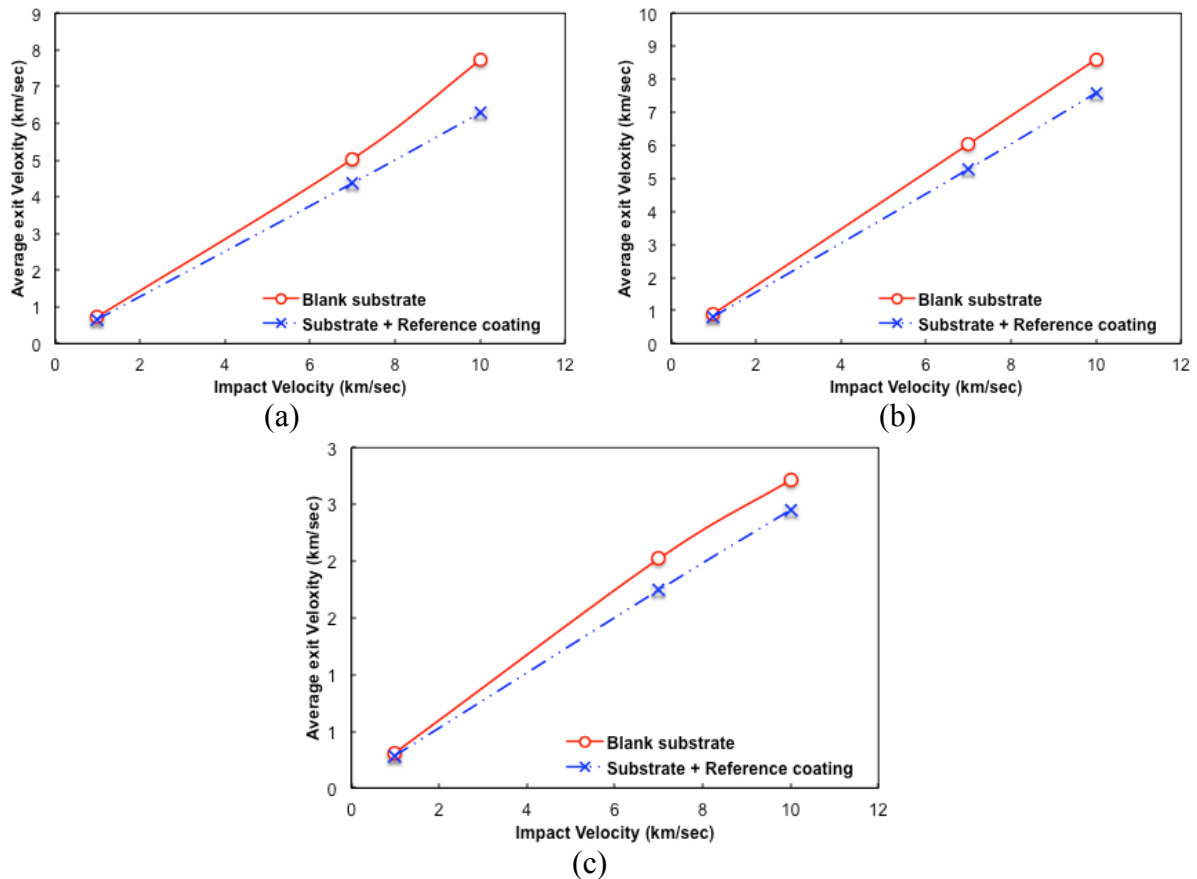 9
8
7
6
5
4
3
2
1
0
Average exit Veloxity (km/sec)
Blank substrate
Substrate + Reference coating
0 2 4 6 8 10 12
Impact Velocity (km/sec)
(a)
10
9
8
7
6
5
4
3
2
1
0
Average exit Veloxity (km/sec)
Blank substrate
Substrate + Reference coating
0 2 4 6 8 10 12
Impact Velocity (km/sec)
(b)
3
3
2
2
1
1
0
Average exit Veloxity (km/sec)
Blank substrate
Substrate + Reference coating
0 2 4 6 8 10 12
Impact Velocity (km/sec)
(c)